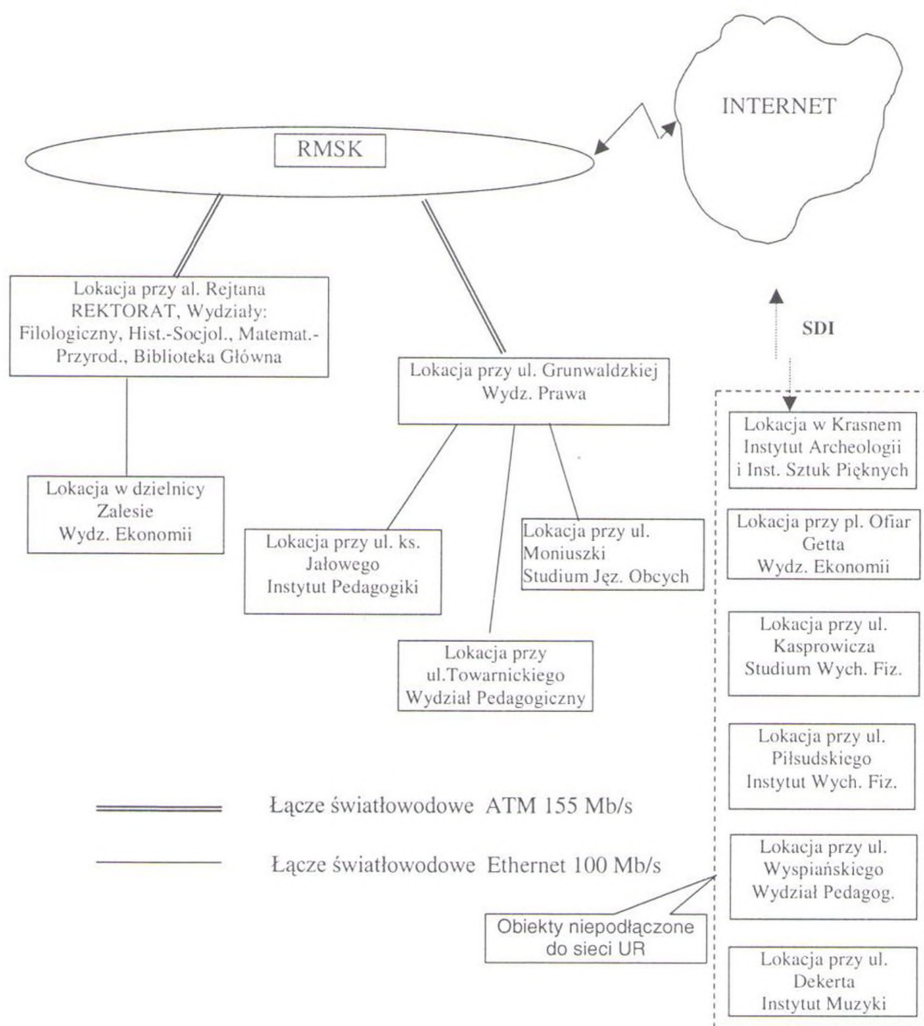 INTERNET
RMSK
Lokacja przy al. Rejtana
REKTORAT, Wydziały:
Filologiczny, Hist.-Socjol., Matemat.-
Przyrod., Biblioteka Główna
SDI
Lokacja przy ul. Grunwaldzkiej
Wydz. Prawa
Lokacja w dzielnicy
Zalesie
Wydz. Ekonomii
Lokacja przy ul. ks.
Jałowego
Instytut Pedagogiki
Lokacja przy ul.
Moniuszki
Studium Jęz. Obcych
Lokacja przy
ul.Towarnickiego
Wydział Pedagogiczny
Lokacja w Krasnem
Instytut Archeologii
i Inst. Sztuk Pięknych
Lokacja przy pl. Ofiar
Getta
Wydz. Ekonomii
Lokacja przy ul.
Kasprowicza
Studium Wych. Fiz.
Lokacja przy ul.
Piłsudskiego
Instytut Wych. Fiz.
Lokacja przy ul.
Wyspiańskiego
Wydział Pedagog.
Lokacja przy ul.
Dekerta
Instytut Muzyki
Łącze światłowodowe ATM 155 Mb/s
Łącze światłowodowe Ethernet 100 Mb/s
Obiekty niepodłączone
do sieci UR